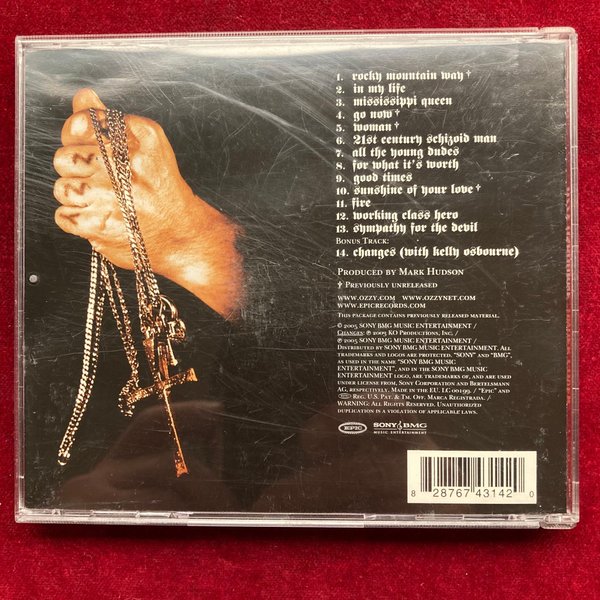 1. rocky mountain way †
2. in my life
3. mississippi queen
4. go now †
5. woman †
6. 21st century schizoid man
7. all the young dudes
8. for what it's worth
9. good times
10. sunshine of your love †
11. fire
12. working class hero
13. sympathy for the devil
Bonus Track:
14. changes (with kelly osbourne)
Produced by Mark Hudson
† Previously unreleased
www.ozzy.com www.ozzynet.com
www.epicrecords.com
This package contains previously released material.
© 2005 SONY BMG MUSIC ENTERTAINMENT /
Changes: ℗ 2003 KO Productions, Inc. /
℗ 2005 SONY BMG MUSIC ENTERTAINMENT /
Distributed by SONY BMG MUSIC ENTERTAINMENT. All
trademarks and logos are protected. "SONY" and "BMG",
as used in the name "SONY BMG MUSIC
ENTERTAINMENT", and in the SONY BMG MUSIC
ENTERTAINMENT logo, are trademarks of, and are used
under license from, Sony Corporation and Bertelsmann
AG, respectively. Made in the EU. LC 00199. / "Epic" and
EPIC Reg. U.S. Pat. & Tm. Off. Marca Registrada. /
WARNING: All Rights Reserved. Unauthorized
duplication is a violation of applicable laws.
EPIC SONY BMG
MUSIC ENTERTAINMENT
8 28767 43142 0